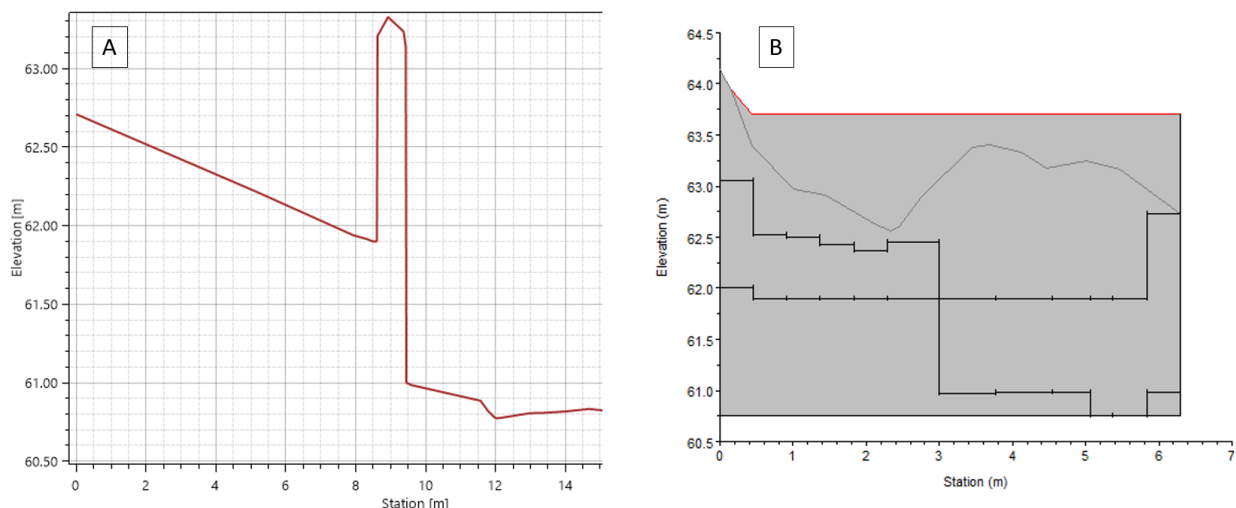 A
63.00
62.50
62.00
61.50
61.00
60.50
Elevation [m]
0 2 4 6 8 10 12 14
Station [m]
B
64.5
64.0
63.5
63.0
62.5
62.0
61.5
61.0
60.5
Elevation (m)
0 1 2 3 4 5 6 7
Station (m)